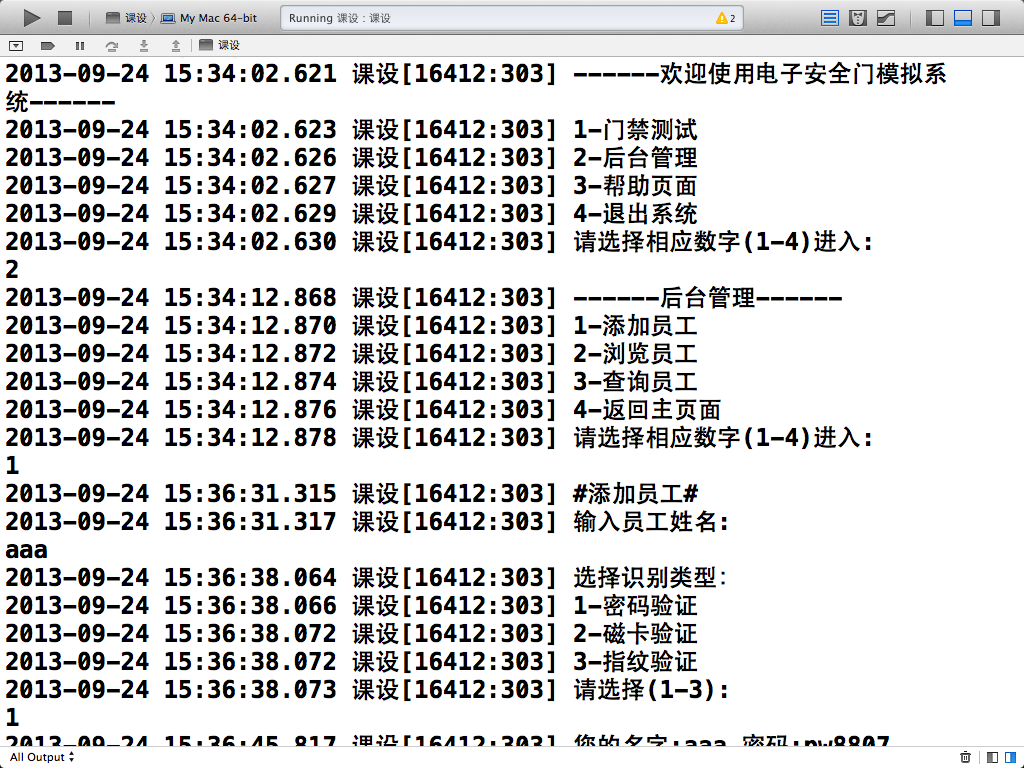 课设 〉 My Mac 64-bit
Running 课设 : 课设
2
课设
2013-09-24 15:34:02.621 课设[16412:303] ------欢迎使用电子安全门模拟系
统------
2013-09-24 15:34:02.623 课设[16412:303] 1-门禁测试
2013-09-24 15:34:02.626 课设[16412:303] 2-后台管理
2013-09-24 15:34:02.627 课设[16412:303] 3-帮助页面
2013-09-24 15:34:02.629 课设[16412:303] 4-退出系统
2013-09-24 15:34:02.630 课设[16412:303] 请选择相应数字(1-4)进入:
2
2013-09-24 15:34:12.868 课设[16412:303] ------后台管理------
2013-09-24 15:34:12.870 课设[16412:303] 1-添加员工
2013-09-24 15:34:12.872 课设[16412:303] 2-浏览员工
2013-09-24 15:34:12.874 课设[16412:303] 3-查询员工
2013-09-24 15:34:12.876 课设[16412:303] 4-返回主页面
2013-09-24 15:34:12.878 课设[16412:303] 请选择相应数字(1-4)进入:
1
2013-09-24 15:36:31.315 课设[16412:303] #添加员工#
2013-09-24 15:36:31.317 课设[16412:303] 输入员工姓名:
aaa
2013-09-24 15:36:38.064 课设[16412:303] 选择识别类型:
2013-09-24 15:36:38.066 课设[16412:303] 1-密码验证
2013-09-24 15:36:38.072 课设[16412:303] 2-磁卡验证
2013-09-24 15:36:38.072 课设[16412:303] 3-指纹验证
2013-09-24 15:36:38.073 课设[16412:303] 请选择(1-3):
1
2013-09-24 15:36:45.817 课设[16412:303] 您的名字:aaa 密码:pw8807
All Output